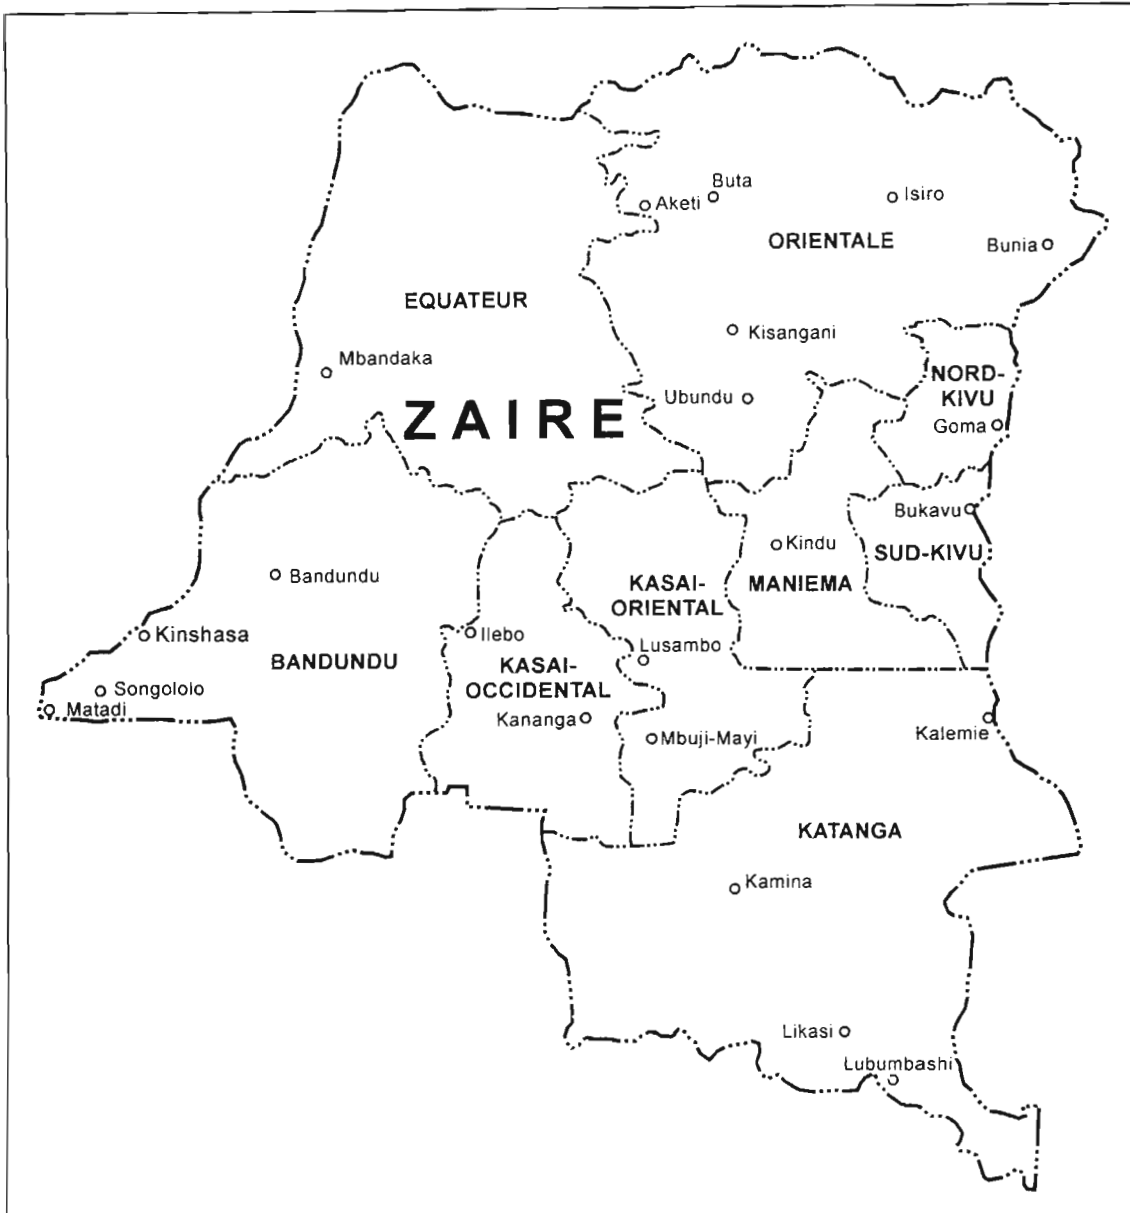 Buta
Aketi
Isiro
ORIENTALE
Bunia
EQUATEUR
Kisangani
Mbandaka
NORD-
KIVU
Ubundu
ZAIRE
Goma
Bukavu
Kindu
SUD-KIVU
Bandundu
KASAI-
ORIENTAL
MANIEMA
Kinshasa
Ilebo
Lusambo
BANDUNDU
KASAI-
OCCIDENTAL
Songololo
Matadi
Kananga
Mbuji-Mayi
Kalemie
KATANGA
Kamina
Likasi
Lubumbashi